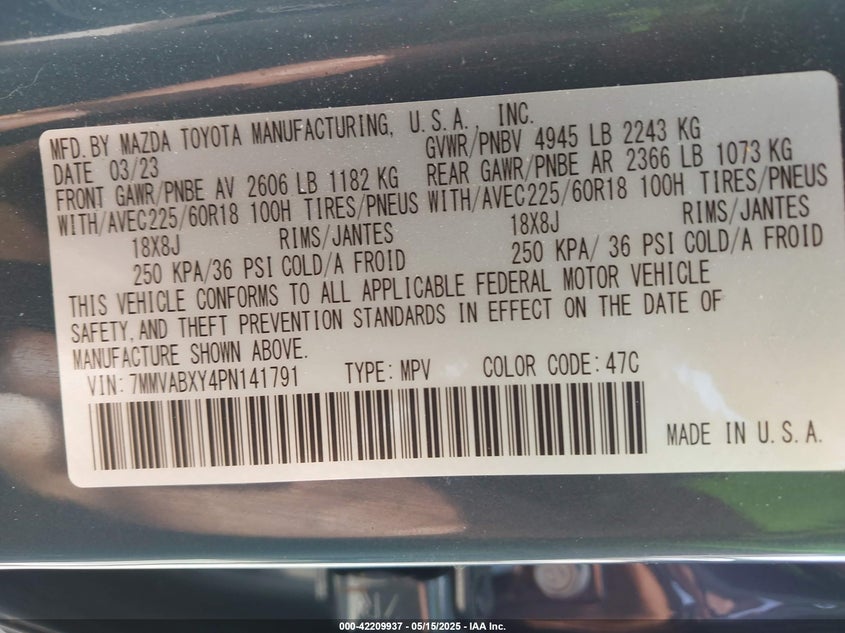 MFD. BY MAZDA TOYOTA MANUFACTURING, U.S.A., INC.
DATE 03/23 GVWR/PNBV 4945 LB 2243 KG
FRONT GAWR/PNBE AV 2606 LB 1182 KG REAR GAWR/PNBE AR 2366 LB 1073 KG
WITH/AVEC225/60R18 100H TIRES/PNEUS WITH/AVEC225/60R18 100H TIRES/PNEUS
18X8J RIMS/JANTES 18X8J RIMS/JANTES
250 KPA/36 PSI COLD/A FROID 250 KPA/ 36 PSI COLD/A FROID
THIS VEHICLE CONFORMS TO ALL APPLICABLE FEDERAL MOTOR VEHICLE
SAFETY, AND THEFT PREVENTION STANDARDS IN EFFECT ON THE DATE OF
MANUFACTURE SHOWN ABOVE.
VIN: 7MMVABXY4PN141791 TYPE: MPV COLOR CODE: 47C
MADE IN U.S.A.
000-42209937 - 05/15/2025 - IAA Inc.